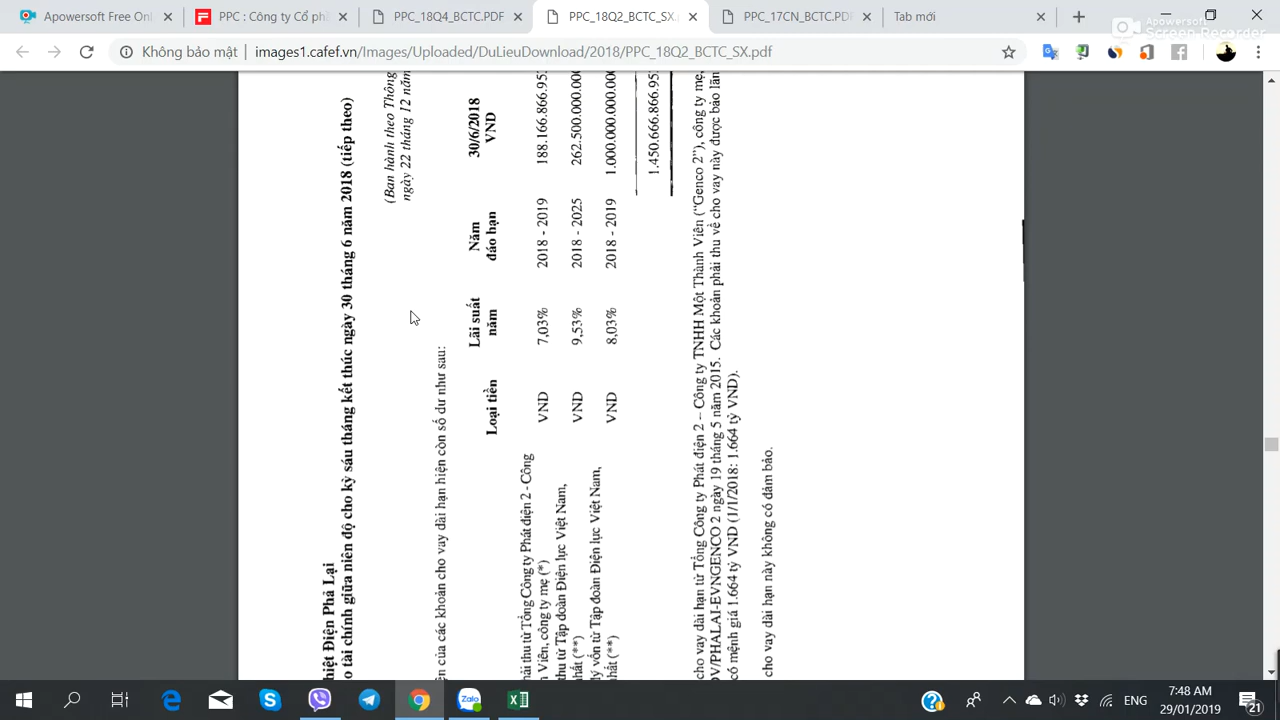 Apowersoft Free Onli
PPC : Công ty Cổ phi
PPC_18Q4_BCTC.PDF
PPC_18Q2_BCTC_SX.
PPC_17CN_BCTC.PDF
Tab mới
Apowersoft
Screen Recorder
Không bảo mật
images1.cafef.vn/Images/Uploaded/DuLieuDownload/2018/PPC_18Q2_BCTC_SX.pdf
hiệt Điện Phả Lại
o tài chính giữa niên độ cho kỳ sáu tháng kết thúc ngày 30 tháng 6 năm 2018 (tiếp theo)
(Ban hành theo Thông
ngày 22 tháng 12 năm
n của các khoản cho vay dài hạn hiện còn số dư như sau:
Loại tiền
Lãi suất
năm
Năm
đáo hạn
30/6/2018
VND
hải thu từ Tổng Công ty Phát điện 2 - Công
n Viên, công ty mẹ (*)
VND 7,03% 2018 - 2019 188.166.866.95
thu từ Tập đoàn Điện lực Việt Nam,
nhất (**)
VND 9,53% 2018 - 2025 262.500.000.00
lý vốn từ Tập đoàn Điện lực Việt Nam,
nhất (**)
VND 8,03% 2018 - 2019 1.000.000.000.00
1.450.666.866.95
cho vay dài hạn từ Tổng Công ty Phát điện 2 – Công ty TNHH Một Thành Viên (“Genco 2”), công ty mẹ,
DV/PHALAI-EVNGENCO 2 ngày 19 tháng 5 năm 2015. Các khoản phải thu về cho vay này được bảo lãn
có mệnh giá 1.664 tỷ VND (1/1/2018: 1.664 tỷ VND).
cho vay dài hạn này không có đảm bảo.
ENG
7:48 AM
29/01/2019
21